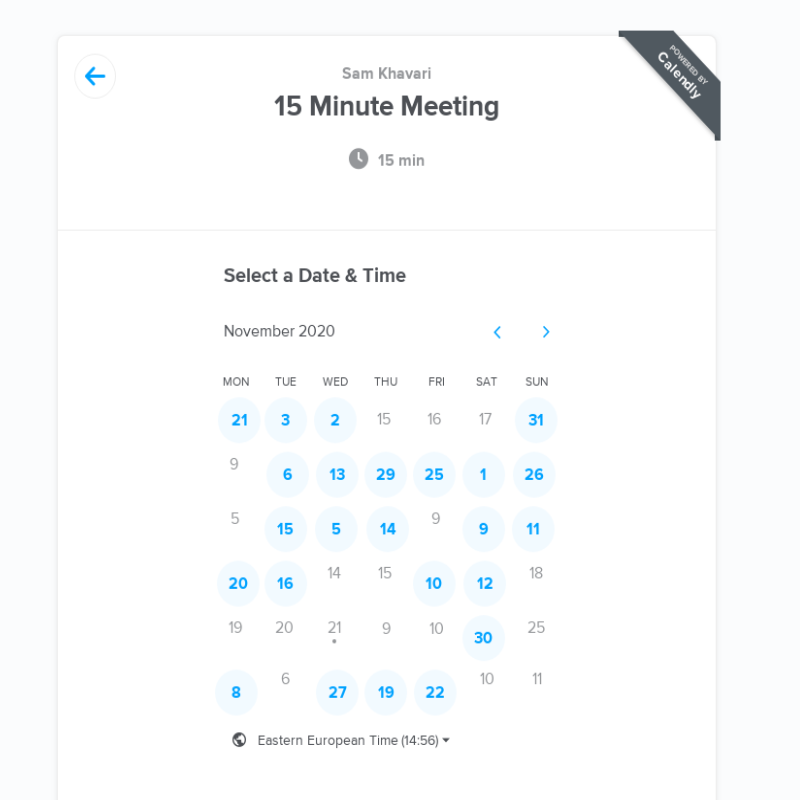 Sam Khavari
15 Minute Meeting
POWERED BY
Calendly
15 min
Select a Date & Time
November 2020
MON TUE WED THU FRI SAT SUN
21 3 2 15 16 17 31
9 6 13 29 25 1 26
5 15 5 14 9 9 11
20 16 14 15 10 12 18
19 20 21 9 10 30 25
8 6 27 19 22 10 11
Eastern European Time (14:56)